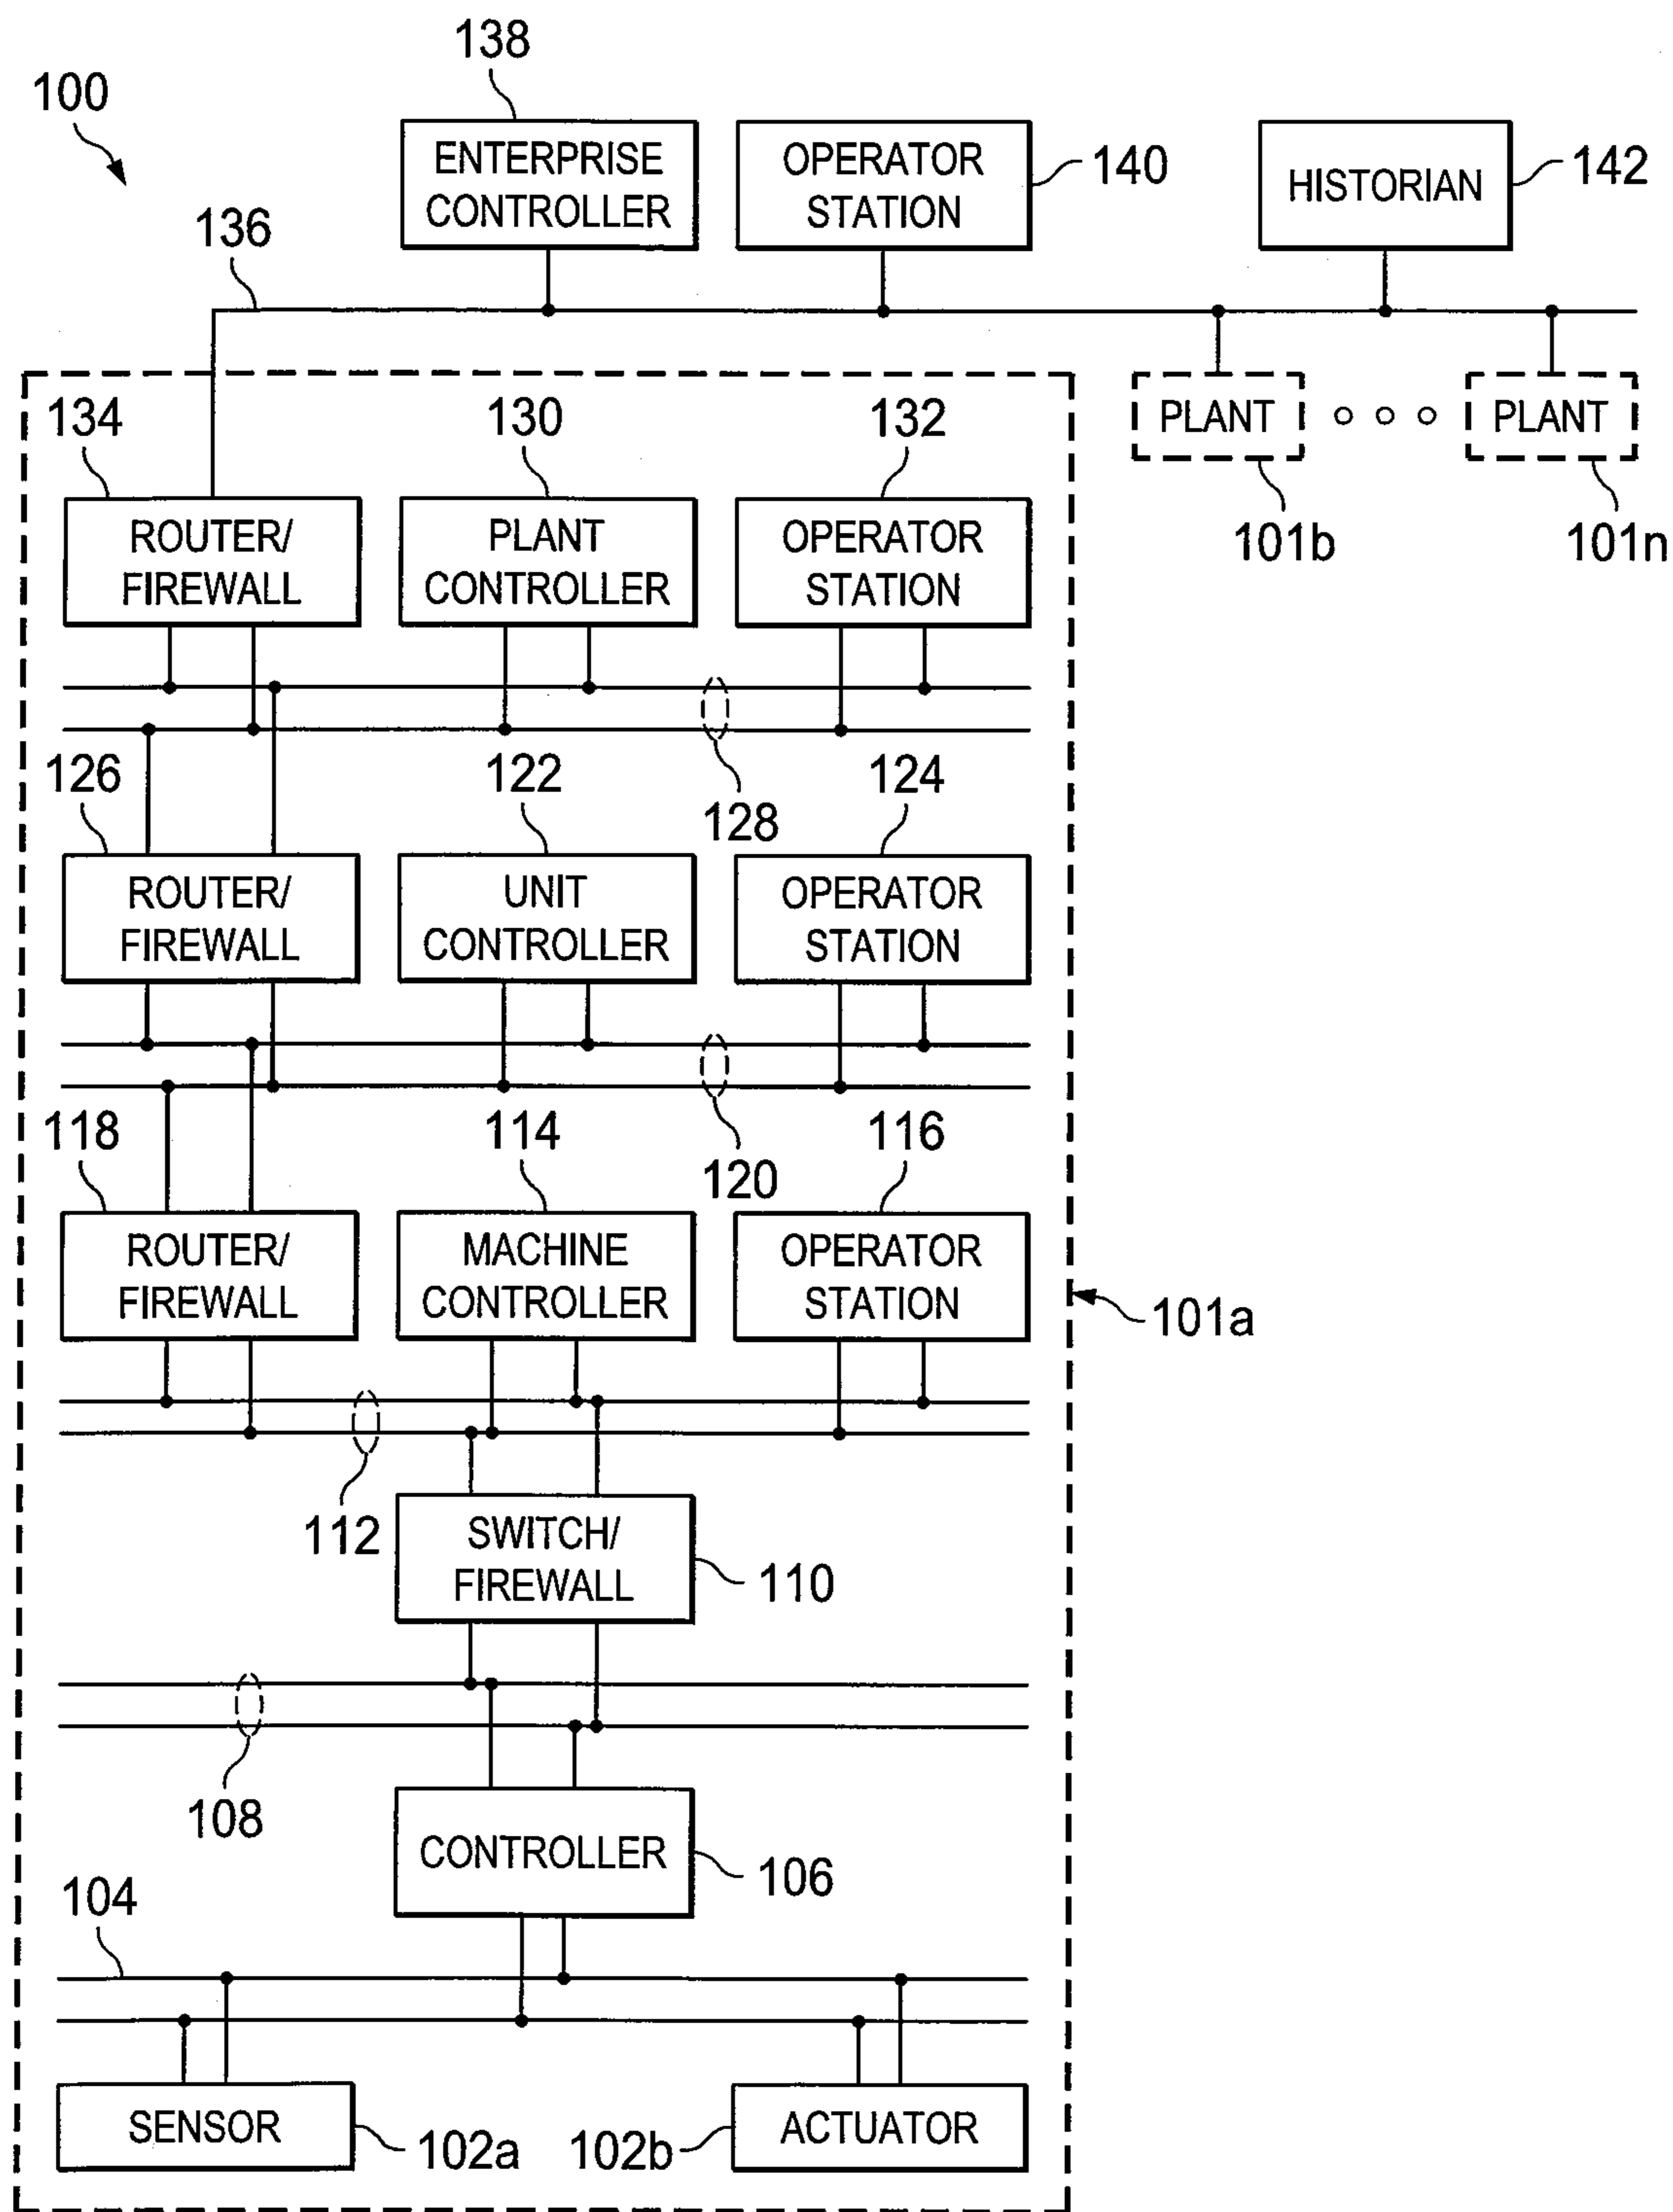 138
100
ENTERPRISE
CONTROLLER
OPERATOR
STATION
140
HISTORIAN
142
136
134
130
132
PLANT
PLANT
101b
101n
ROUTER/
FIREWALL
PLANT
CONTROLLER
OPERATOR
STATION
126
122
128
124
ROUTER/
FIREWALL
UNIT
CONTROLLER
OPERATOR
STATION
118
114
120
116
ROUTER/
FIREWALL
MACHINE
CONTROLLER
OPERATOR
STATION
101a
112
SWITCH/
FIREWALL
110
108
CONTROLLER
106
104
SENSOR
102a
102b
ACTUATOR